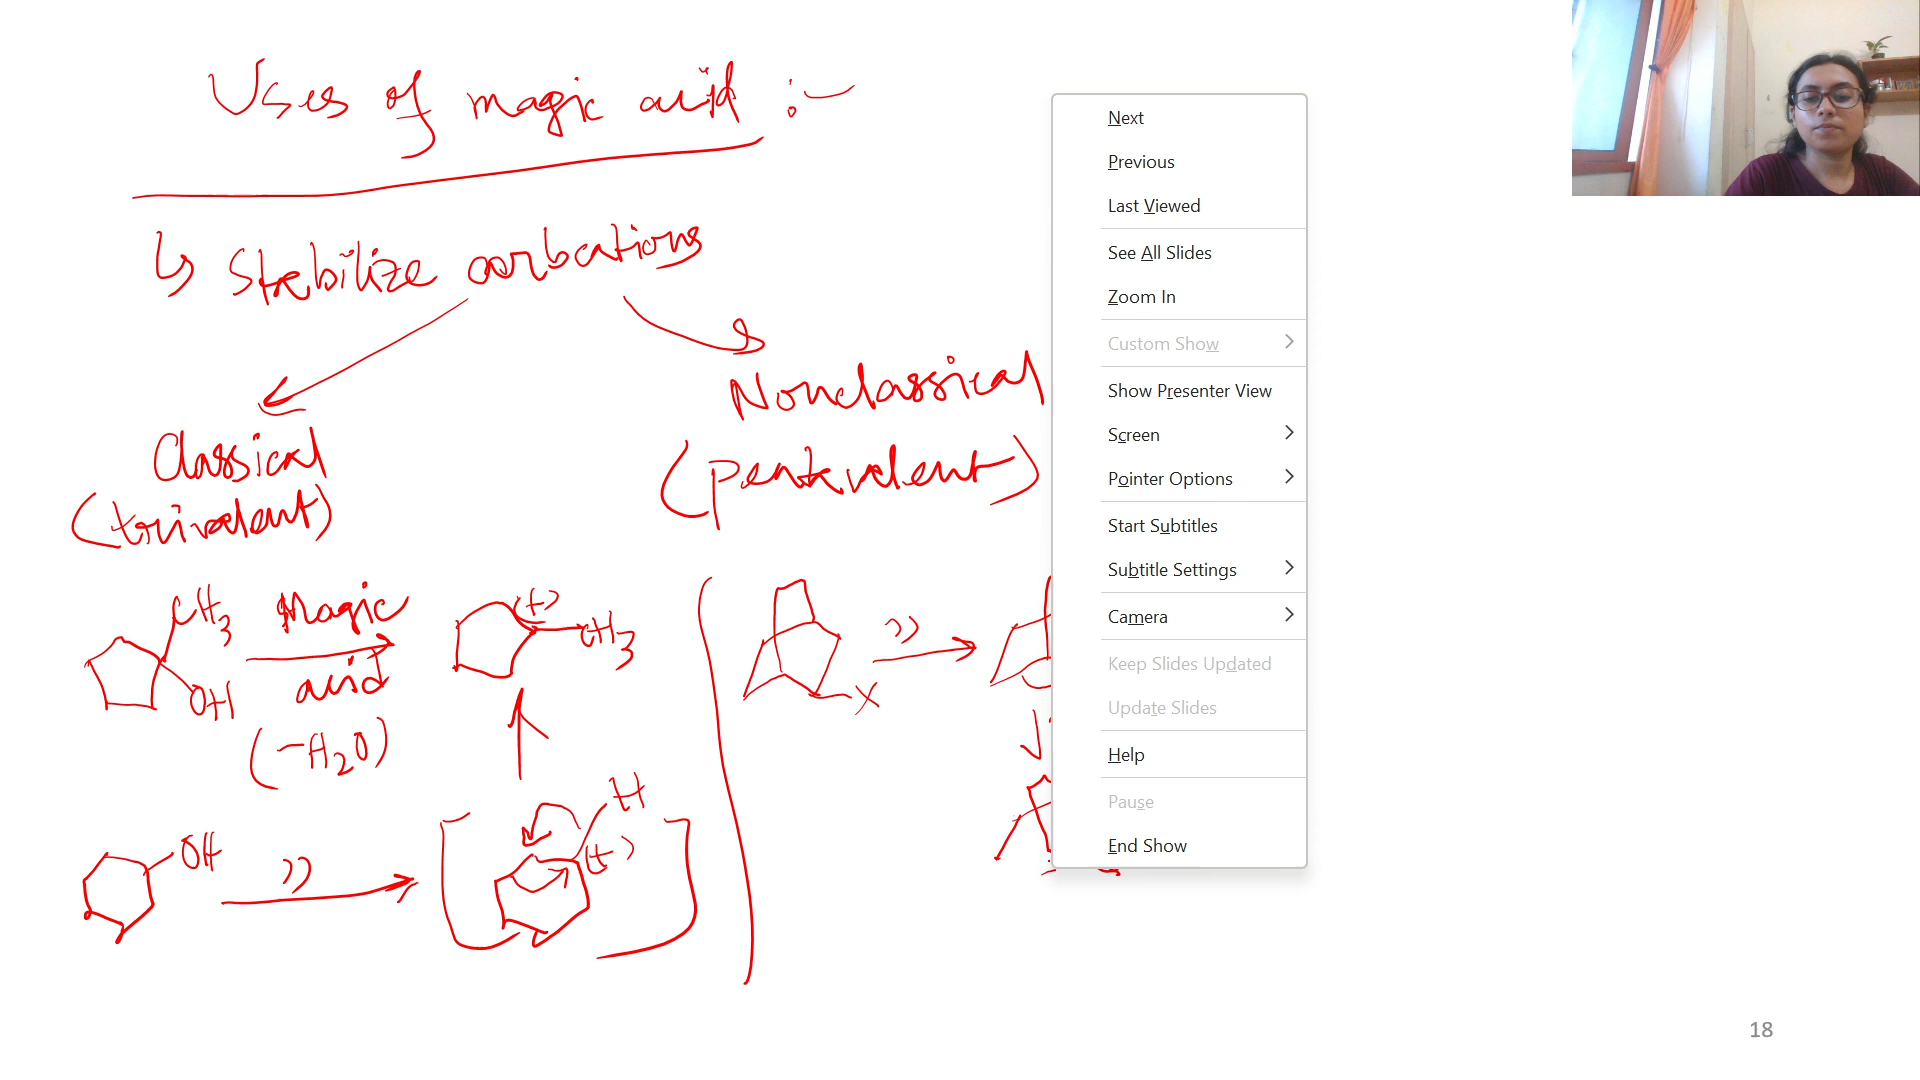 Uses of magic acid :-
↳ Stabilize carbcations
Classical
(trivalent)
Nonclassical
(pentavalent)
CH3
OH
Magic
acid
(-H2O)
(+)
CH3
X
OH
H
(+)
Next
Previous
Last Viewed
See All Slides
Zoom In
Custom Show
Show Presenter View
Screen
Pointer Options
Start Subtitles
Subtitle Settings
Camera
Keep Slides Updated
Update Slides
Help
Pause
End Show
18